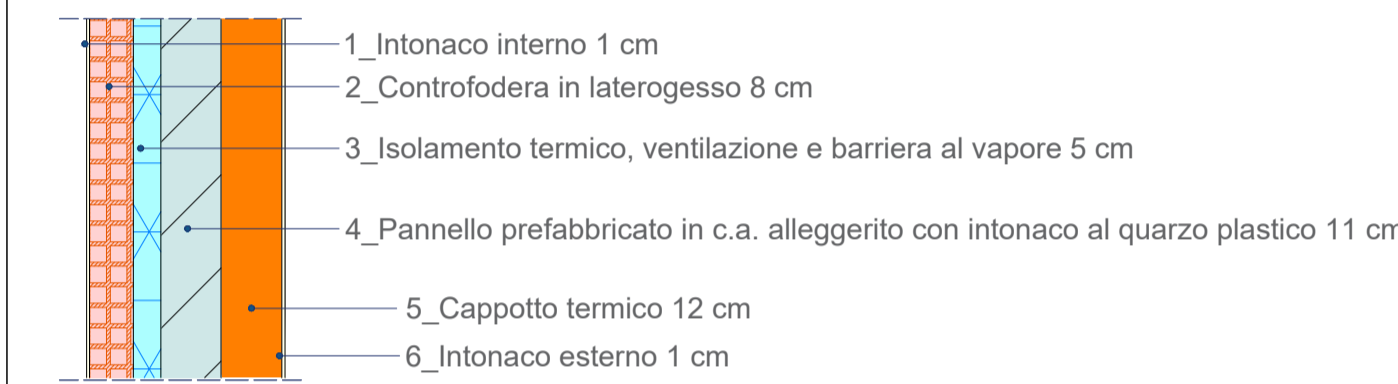 1_Intonaco interno 1 cm
2_Controfodera in laterogesso 8 cm
3_Isolamento termico, ventilazione e barriera al vapore 5 cm
4_Pannello prefabbricato in c.a. alleggerito con intonaco al quarzo plastico 11 cm
5_Cappotto termico 12 cm
6_Intonaco esterno 1 cm